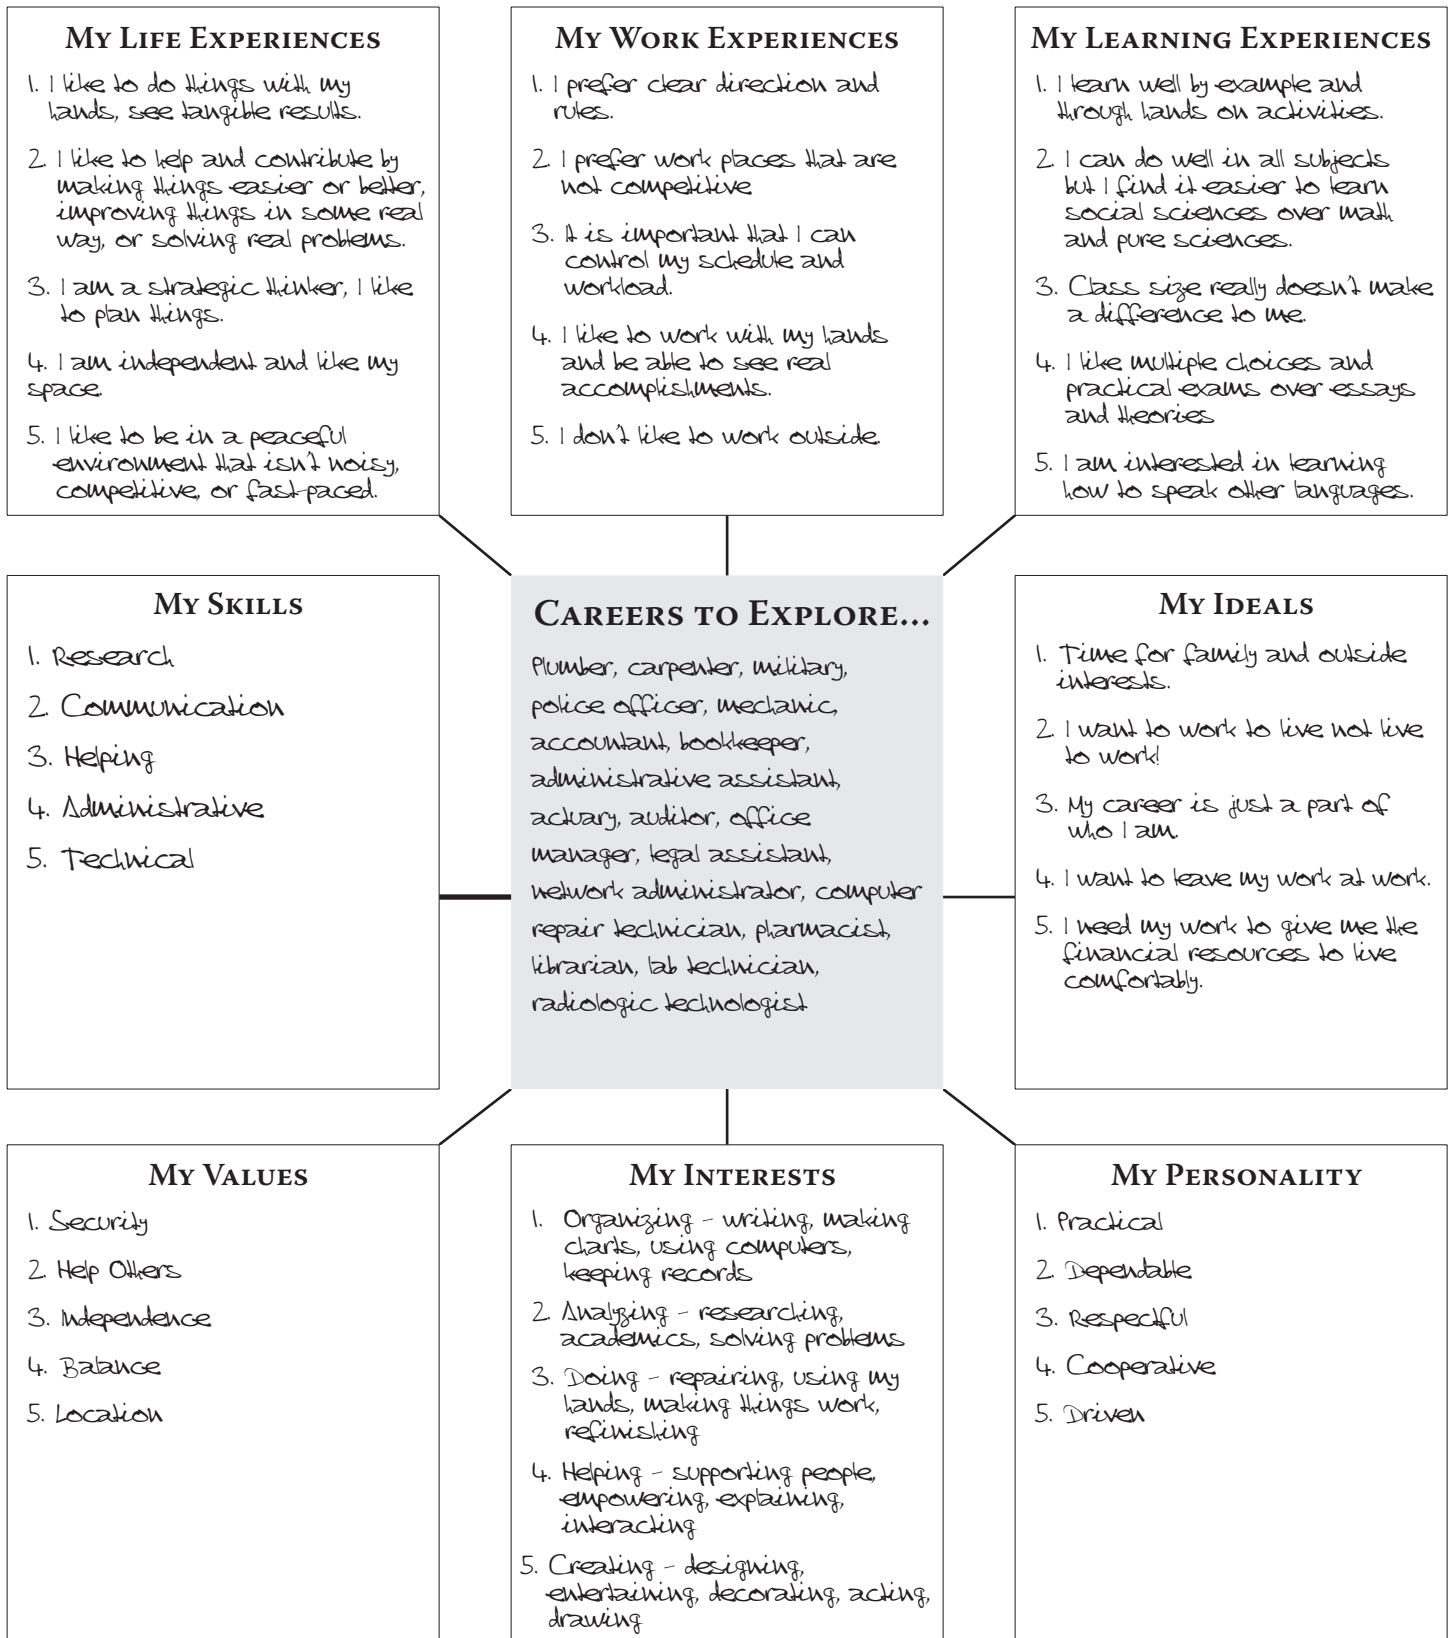 My Life Experiences
1. I like to do things with my
hands, see tangible results.
2. I like to help and contribute by
making things easier or better,
improving things in some real
way, or solving real problems.
3. I am a strategic thinker, I like
to plan things.
4. I am independent and like my
space.
5. I like to be in a peaceful
environment that isn't noisy,
competitive, or fast-paced.
My Work Experiences
1. I prefer clear direction and
rules.
2. I prefer work places that are
not competitive
3. It is important that I can
control my schedule and
workload.
4. I like to work with my hands
and be able to see real
accomplishments.
5. I don't like to work outside.
My Learning Experiences
1. I learn well by example and
through hands on activities.
2. I can do well in all subjects
but I find it easier to learn
social sciences over math
and pure sciences.
3. Class size really doesn't make
a difference to me.
4. I like multiple choices and
practical exams over essays
and theories
5. I am interested in learning
how to speak other languages.
My Skills
1. Research
2. Communication
3. Helping
4. Administrative
5. Technical
Careers to Explore...
Plumber, carpenter, military,
police officer, mechanic,
accountant, bookkeeper,
administrative assistant,
actuary, auditor, office
manager, legal assistant,
network administrator, computer
repair technician, pharmacist,
librarian, lab technician,
radiologic technologist
My Ideals
1. Time for family and outside
interests.
2. I want to work to live not live
to work!
3. My career is just a part of
who I am.
4. I want to leave my work at work.
5. I need my work to give me the
financial resources to live
comfortably.
My Values
1. Security
2. Help Others
3. Independence
4. Balance
5. Location
My Interests
1. Organizing - writing, making
charts, using computers,
keeping records
2. Analyzing - researching,
academics, solving problems
3. Doing - repairing, using my
hands, making things work,
refinishing
4. Helping - supporting people,
empowering, explaining,
interacting
5. Creating - designing,
entertaining, decorating, acting,
drawing
My Personality
1. Practical
2. Dependable
3. Respectful
4. Cooperative
5. Driven